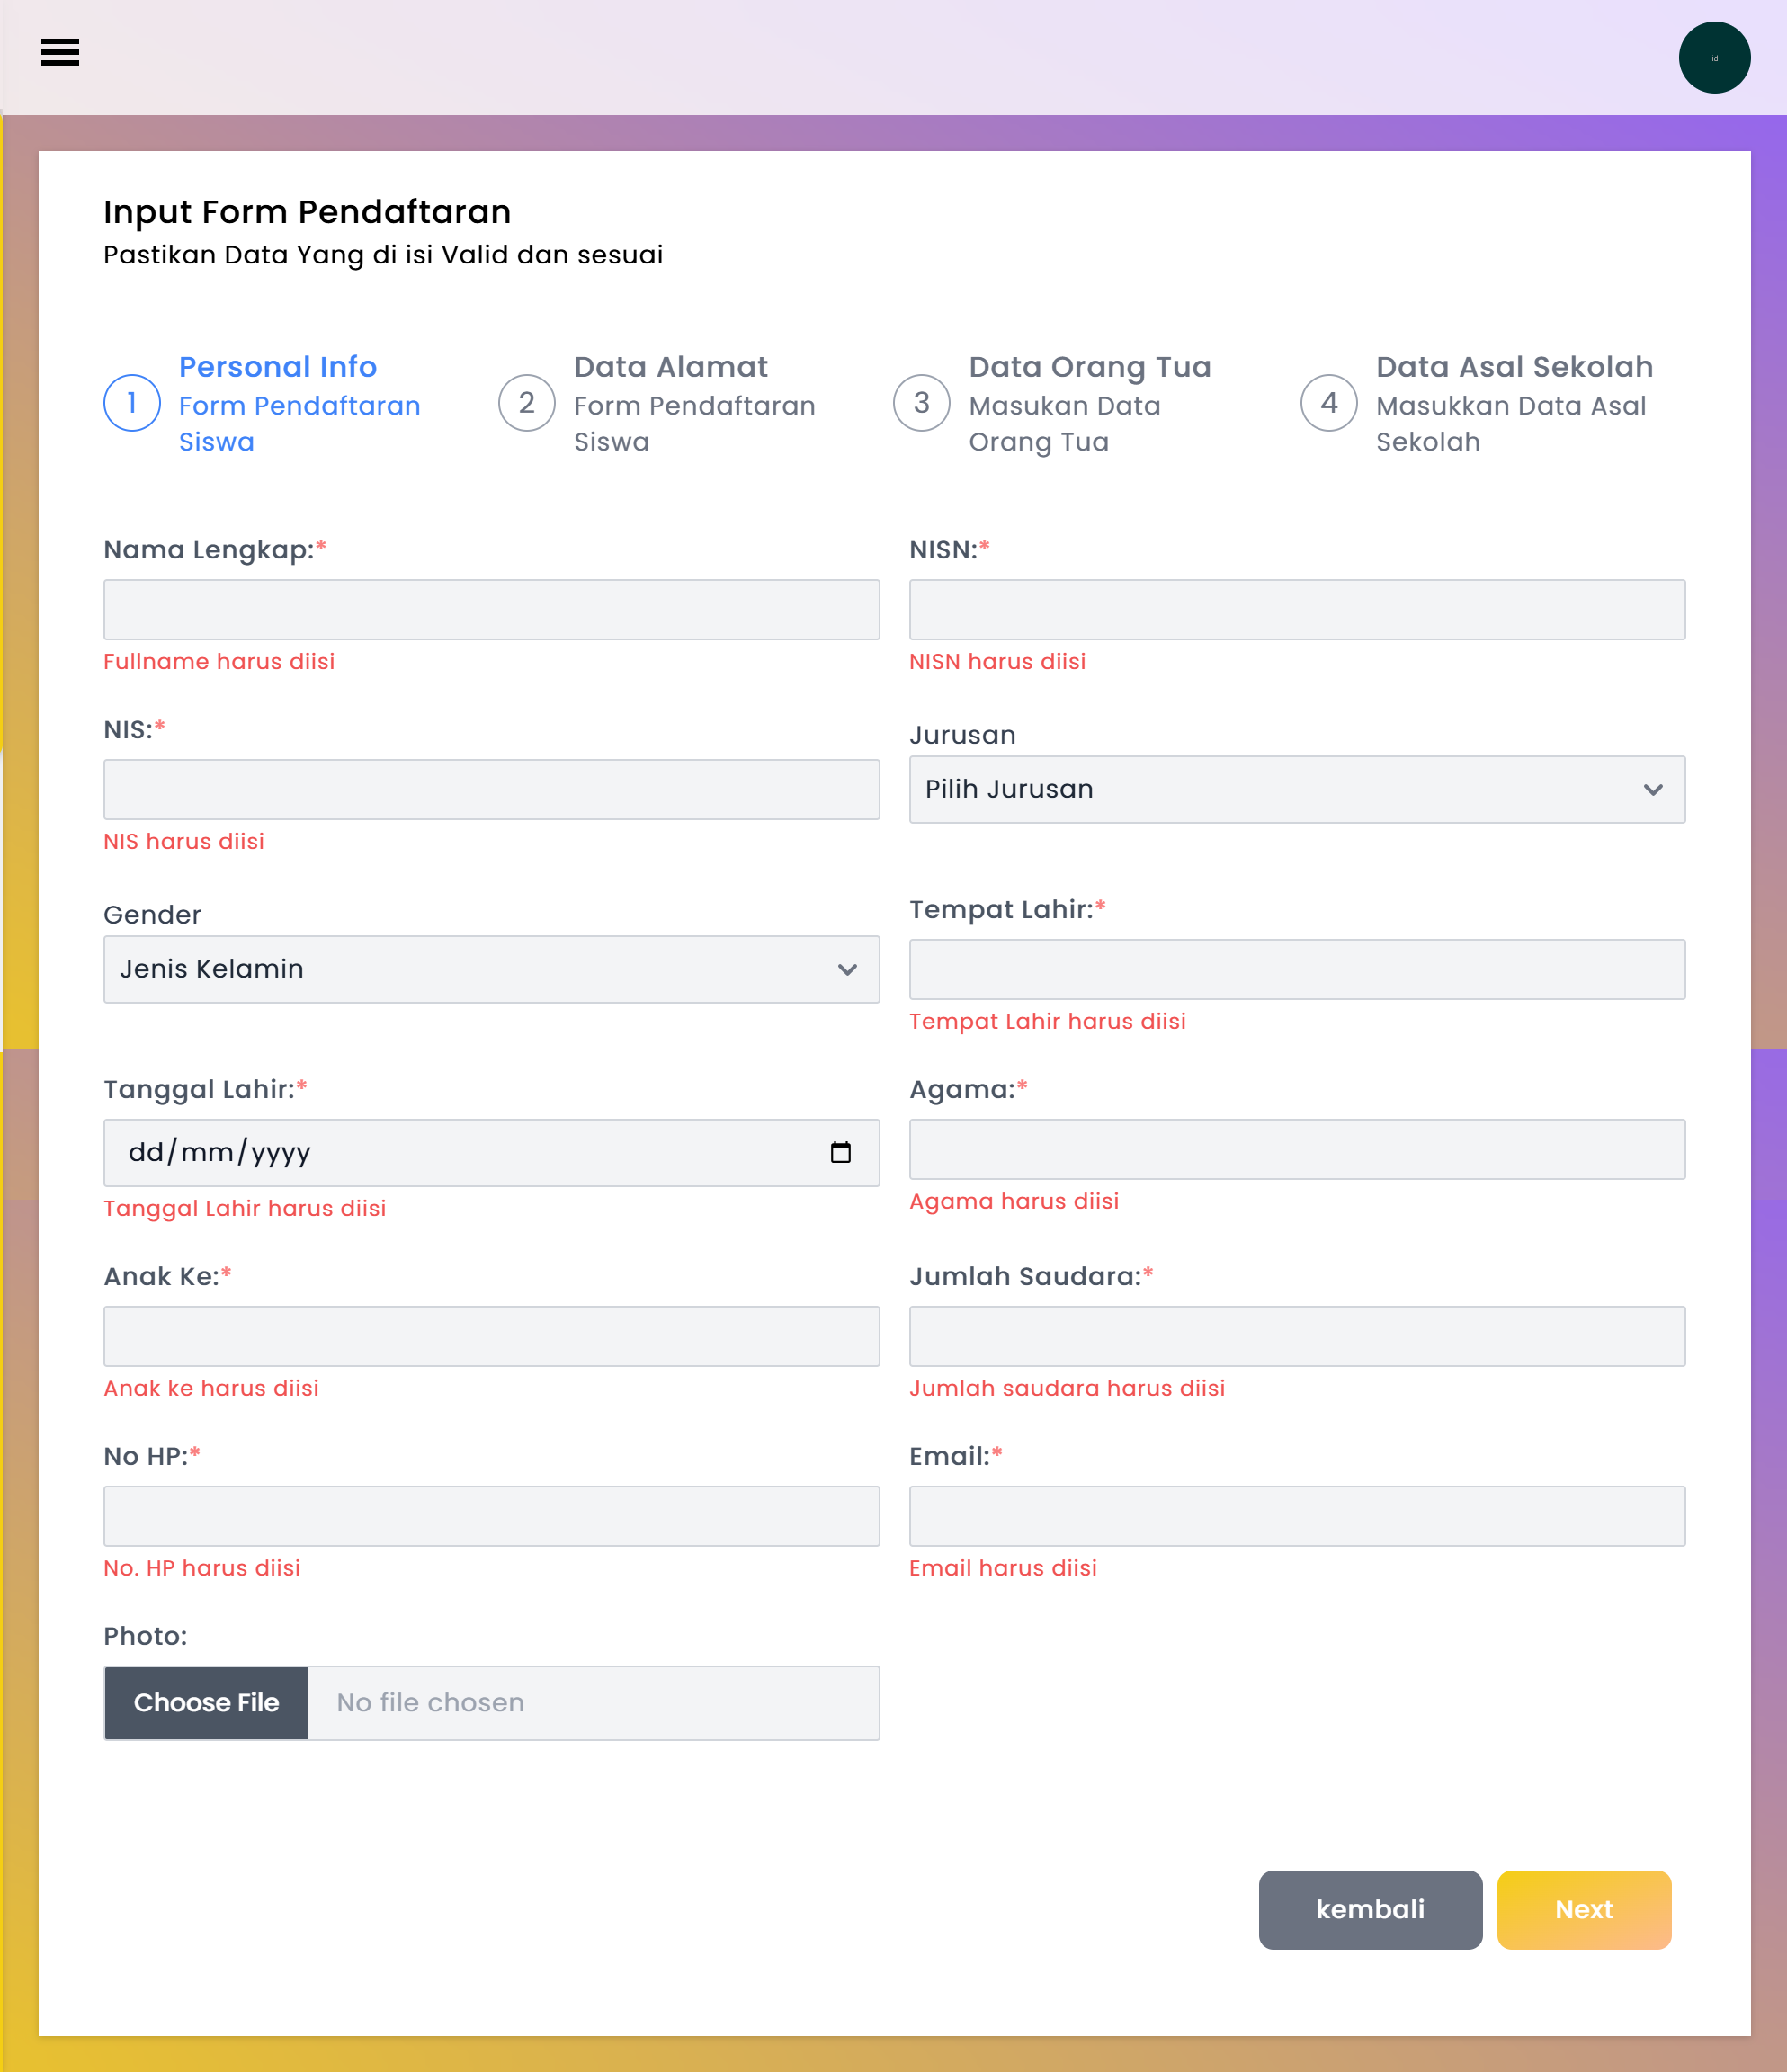 id
Input Form Pendaftaran
Pastikan Data Yang di isi Valid dan sesuai
1
Personal Info
Form Pendaftaran
Siswa
2
Data Alamat
Form Pendaftaran
Siswa
3
Data Orang Tua
Masukan Data
Orang Tua
4
Data Asal Sekolah
Masukkan Data Asal
Sekolah
Nama Lengkap:*
Fullname harus diisi
NISN:*
NISN harus diisi
NIS:*
NIS harus diisi
Jurusan
Pilih Jurusan
Gender
Jenis Kelamin
Tempat Lahir:*
Tempat Lahir harus diisi
Tanggal Lahir:*
dd/mm/yyyy
Tanggal Lahir harus diisi
Agama:*
Agama harus diisi
Anak Ke:*
Anak ke harus diisi
Jumlah Saudara:*
Jumlah saudara harus diisi
No HP:*
No. HP harus diisi
Email:*
Email harus diisi
Photo:
Choose File No file chosen
kembali
Next